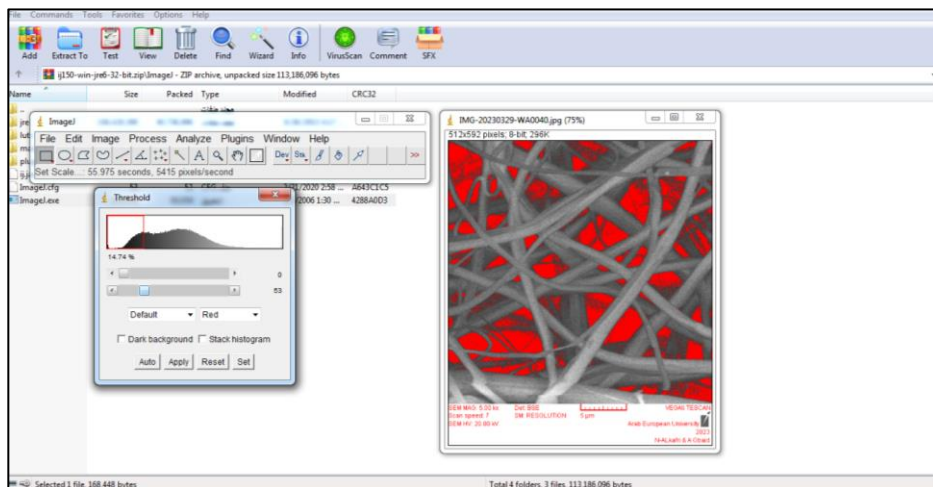 File Commands Tools Favorites Options Help
Add Extract To Test View Delete Find Wizard Info VirusScan Comment SFX
ij150-win-jre6-32-bit.zip\ImageJ - ZIP archive, unpacked size 113,186,096 bytes
Name Size Packed Type Modified CRC32
..
ImageJ
File Edit Image Process Analyze Plugins Window Help
Dev Stk >>
Set Scale...: 55.975 seconds, 5415 pixels/second
ImageJ.cfg 2:58 ... A643C1C5
ImageJ.exe /2006 1:30 ... 4288A0D3
Threshold
14.74 %
0
53
Default Red
Dark background Stack histogram
Auto Apply Reset Set
IMG-20230329-WA0040.jpg (75%)
512x592 pixels; 8-bit; 296K
SEM MAG: 5.00 kx Det: BSE VEGA\\ TESCAN
Scan speed: 7 DM: RESOLUTION 5 µm
SEM HV: 20.00 kV Arab European University
2023
Selected 1 file, 168,448 bytes Total 4 folders, 3 files, 113,186,096 bytes